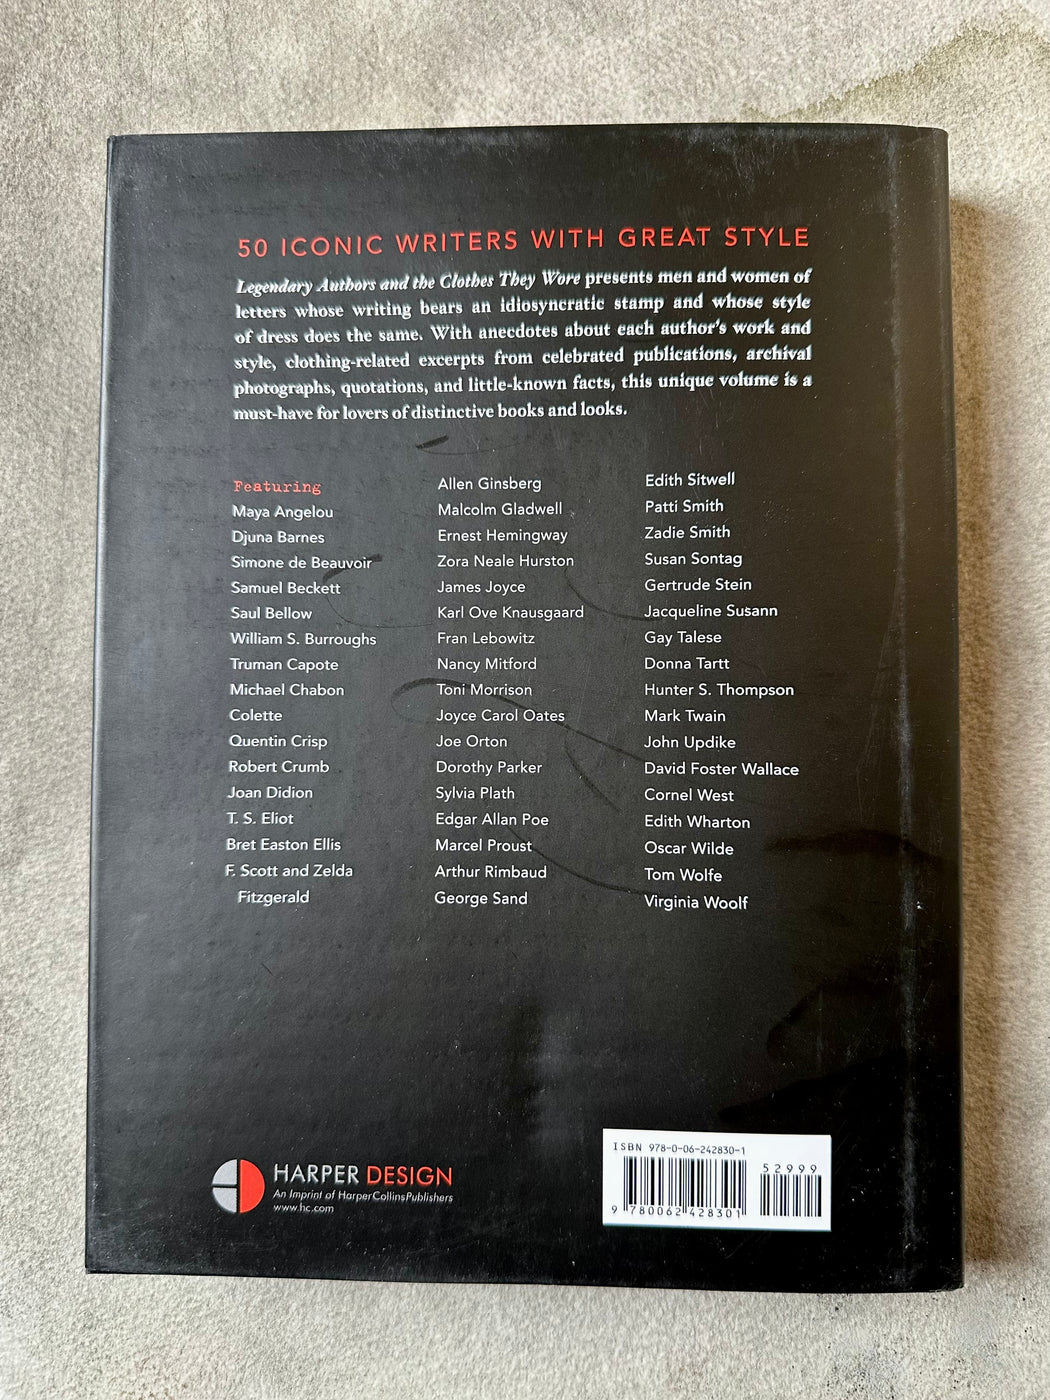 50 ICONIC WRITERS WITH GREAT STYLE
Legendary Authors and the Clothes They Wore presents men and women of
letters whose writing bears an idiosyncratic stamp and whose style
of dress does the same. With anecdotes about each author's work and
style, clothing-related excerpts from celebrated publications, archival
photographs, quotations, and little-known facts, this unique volume is a
must-have for lovers of distinctive books and looks.
Featuring
Maya Angelou
Djuna Barnes
Simone de Beauvoir
Samuel Beckett
Saul Bellow
William S. Burroughs
Truman Capote
Michael Chabon
Colette
Quentin Crisp
Robert Crumb
Joan Didion
T. S. Eliot
Bret Easton Ellis
F. Scott and Zelda
Fitzgerald
Allen Ginsberg
Malcolm Gladwell
Ernest Hemingway
Zora Neale Hurston
James Joyce
Karl Ove Knausgaard
Fran Lebowitz
Nancy Mitford
Toni Morrison
Joyce Carol Oates
Joe Orton
Dorothy Parker
Sylvia Plath
Edgar Allan Poe
Marcel Proust
Arthur Rimbaud
George Sand
Edith Sitwell
Patti Smith
Zadie Smith
Susan Sontag
Gertrude Stein
Jacqueline Susann
Gay Talese
Donna Tartt
Hunter S. Thompson
Mark Twain
John Updike
David Foster Wallace
Cornel West
Edith Wharton
Oscar Wilde
Tom Wolfe
Virginia Woolf
HARPER DESIGN
An Imprint of HarperCollinsPublishers
www.hc.com
ISBN 978-0-06-242830-1
52999
9 780062 428301